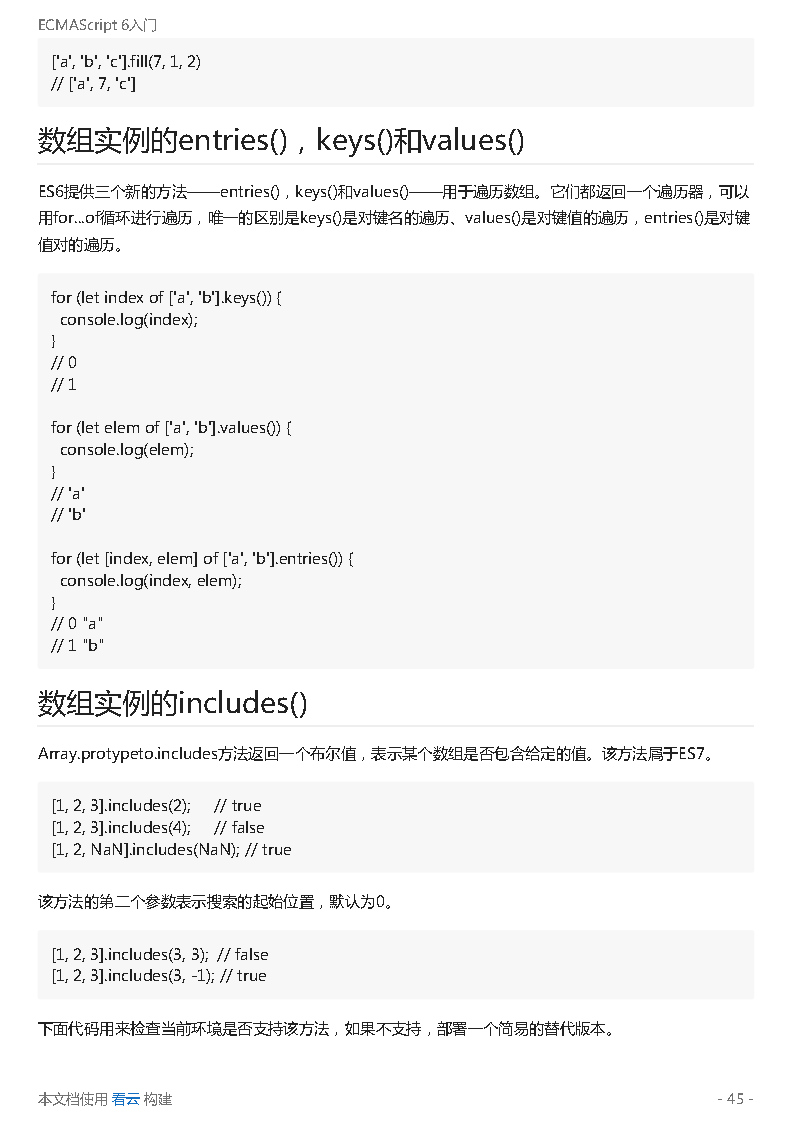 ECMAScript 6入门
['a', 'b', 'c'].fill(7, 1, 2)
// ['a', 7, 'c']
数组实例的entries()，keys()和values()
ES6提供三个新的方法——entries()，keys()和values()——用于遍历数组。它们都返回一个遍历器，可以
用for...of循环进行遍历，唯一的区别是keys()是对键名的遍历、values()是对键值的遍历，entries()是对键
值对的遍历。
for (let index of ['a', 'b'].keys()) {
  console.log(index);
}
// 0
// 1
for (let elem of ['a', 'b'].values()) {
  console.log(elem);
}
// 'a'
// 'b'
for (let [index, elem] of ['a', 'b'].entries()) {
  console.log(index, elem);
}
// 0 "a"
// 1 "b"
数组实例的includes()
Array.protypeto.includes方法返回一个布尔值，表示某个数组是否包含给定的值。该方法属于ES7。
[1, 2, 3].includes(2);     // true
[1, 2, 3].includes(4);     // false
[1, 2, NaN].includes(NaN); // true
该方法的第二个参数表示搜索的起始位置，默认为0。
[1, 2, 3].includes(3, 3);  // false
[1, 2, 3].includes(3, -1); // true
下面代码用来检查当前环境是否支持该方法，如果不支持，部署一个简易的替代版本。
本文档使用 看云 构建
- 45 -